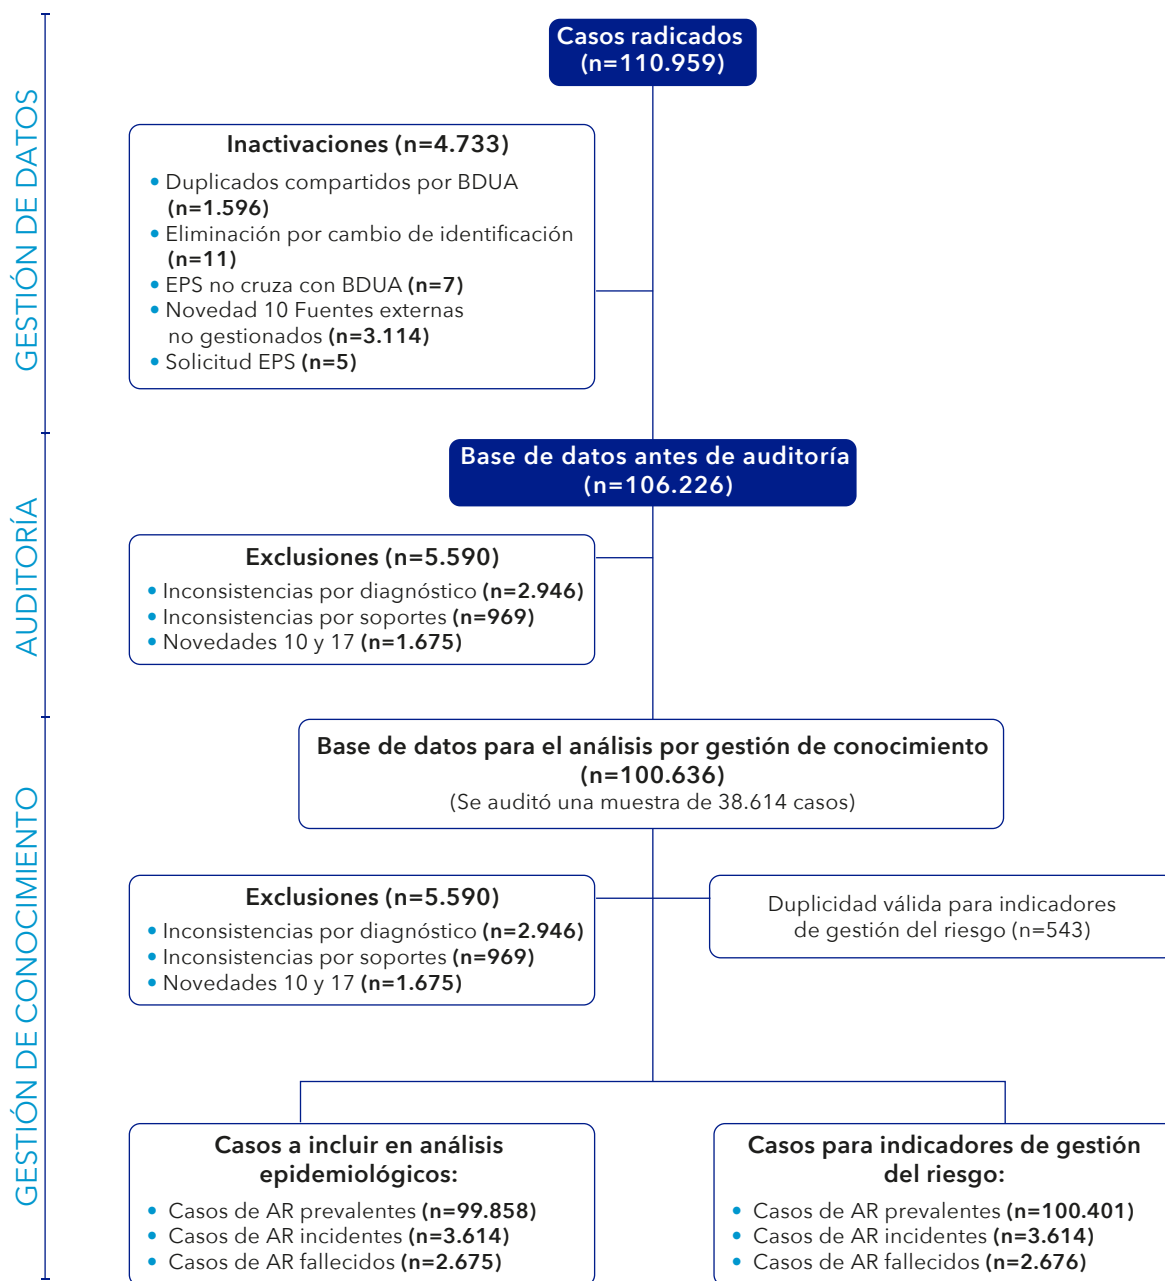 Casos radicados
(n=110.959)
GESTIÓN DE DATOS
Inactivaciones (n=4.733)
• Duplicados compartidos por BDUA
(n=1.596)
• Eliminación por cambio de identificación
(n=11)
• EPS no cruza con BDUA (n=7)
• Novedad 10 Fuentes externas
no gestionados (n=3.114)
• Solicitud EPS (n=5)
Base de datos antes de auditoría
(n=106.226)
AUDITORÍA
Exclusiones (n=5.590)
• Inconsistencias por diagnóstico (n=2.946)
• Inconsistencias por soportes (n=969)
• Novedades 10 y 17 (n=1.675)
Base de datos para el análisis por gestión de conocimiento
(n=100.636)
(Se auditó una muestra de 38.614 casos)
GESTIÓN DE CONOCIMIENTO
Exclusiones (n=5.590)
• Inconsistencias por diagnóstico (n=2.946)
• Inconsistencias por soportes (n=969)
• Novedades 10 y 17 (n=1.675)
Duplicidad válida para indicadores
de gestión del riesgo (n=543)
Casos a incluir en análisis
epidemiológicos:
• Casos de AR prevalentes (n=99.858)
• Casos de AR incidentes (n=3.614)
• Casos de AR fallecidos (n=2.675)
Casos para indicadores de gestión
del riesgo:
• Casos de AR prevalentes (n=100.401)
• Casos de AR incidentes (n=3.614)
• Casos de AR fallecidos (n=2.676)